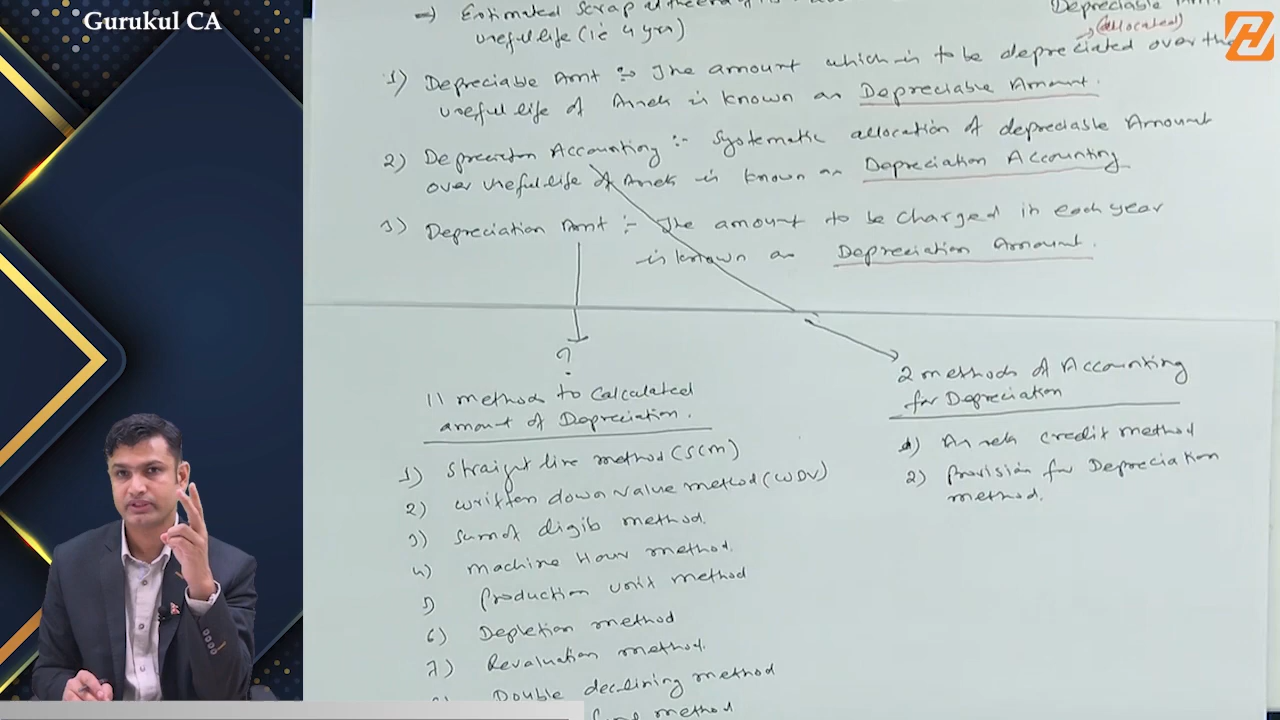 Gurukul CA
→ Estimated Scrap at the end
useful life (ie 4 yrs)
Depreciable Amt
→ (allocated)
1) Depreciable Amt :- The amount which is to be depreciated over the
useful life of Assets is known as Depreciable Amount.
2) Depreciation Accounting :- Systematic allocation of depreciable Amount
over useful life of Assets is known as Depreciation Accounting
3) Depreciation Amt :- The amount to be charged in each year
is known as Depreciation Amount.
?
11 methods to Calculated
amount of Depreciation.
1) Straight line method (SLM)
2) Written down value method (WDV)
3) Sum of digits method.
4) Machine Hour method.
5) Production unit method
6) Depletion method
7) Revaluation method.
Double declining method
method
2 methods of Accounting
for Depreciation
1) Assets credit method
2) Provision for Depreciation
method.